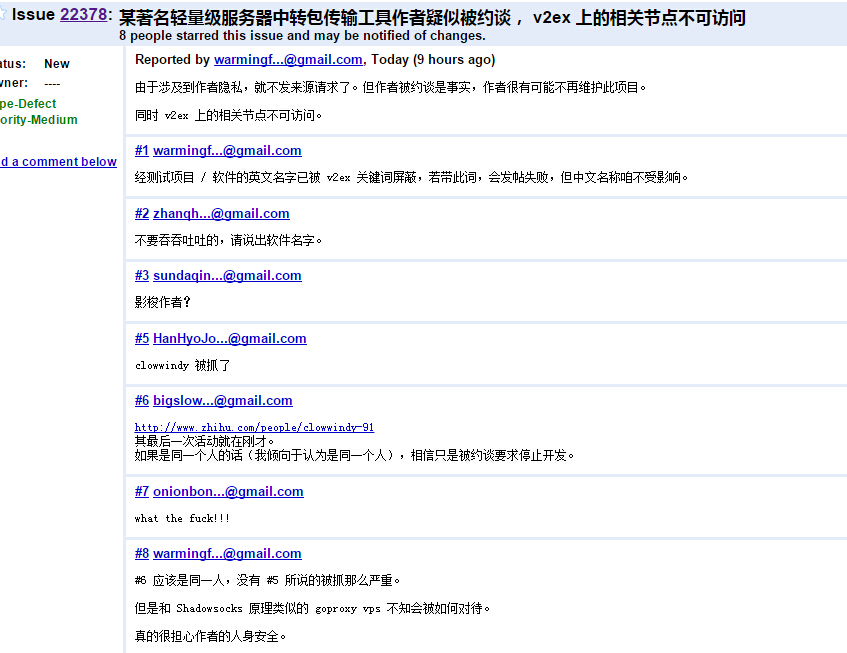 Issue 22378: 某著名轻量级服务器中转包传输工具作者疑似被约谈 ，v2ex 上的相关节点不可访问
8 people starred this issue and may be notified of changes.
atus: New
wner: ----
pe-Defect
ority-Medium
d a comment below
Reported by warmingf...@gmail.com, Today (9 hours ago)
由于涉及到作者隐私，就不发来源请求了。但作者被约谈是事实，作者很有可能不再维护此项目。
同时 v2ex 上的相关节点不可访问。
#1 warmingf...@gmail.com
经测试项目 / 软件的英文名字已被 v2ex 关键词屏蔽，若带此词，会发帖失败，但中文名称咱不受影响。
#2 zhanqh...@gmail.com
不要吞吞吐吐的，请说出软件名字。
#3 sundaqin...@gmail.com
影梭作者？
#5 HanHyoJo...@gmail.com
clowwindy 被抓了
#6 bigslow...@gmail.com
http://www.zhihu.com/people/clowwindy-91
其最后一次活动就在刚才。
如果是同一个人的话（我倾向于认为是同一个人），相信只是被约谈要求停止开发。
#7 onionbon...@gmail.com
what the fuck!!!
#8 warmingf...@gmail.com
#6 应该是同一人，没有 #5 所说的被抓那么严重。
但是和 Shadowsocks 原理类似的 goproxy vps 不知会被如何对待。
真的很担心作者的人身安全。